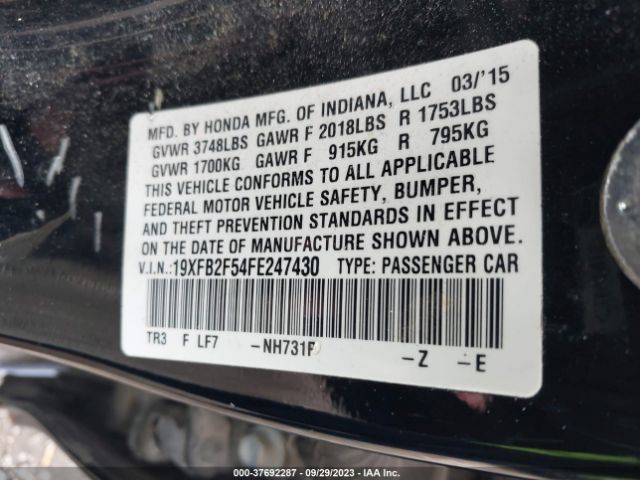 MFD. BY HONDA MFG. OF INDIANA, LLC 03/'15
GVWR 3748LBS GAWR F 2018LBS R 1753LBS
GVWR 1700KG GAWR F 915KG R 795KG
THIS VEHICLE CONFORMS TO ALL APPLICABLE
FEDERAL MOTOR VEHICLE SAFETY, BUMPER,
AND THEFT PREVENTION STANDARDS IN EFFECT
ON THE DATE OF MANUFACTURE SHOWN ABOVE.
V.I.N.:19XFB2F54FE247430 TYPE: PASSENGER CAR
TR3 F LF7 -NH731P -Z -E
000-37692287 - 09/29/2023 - IAA Inc.